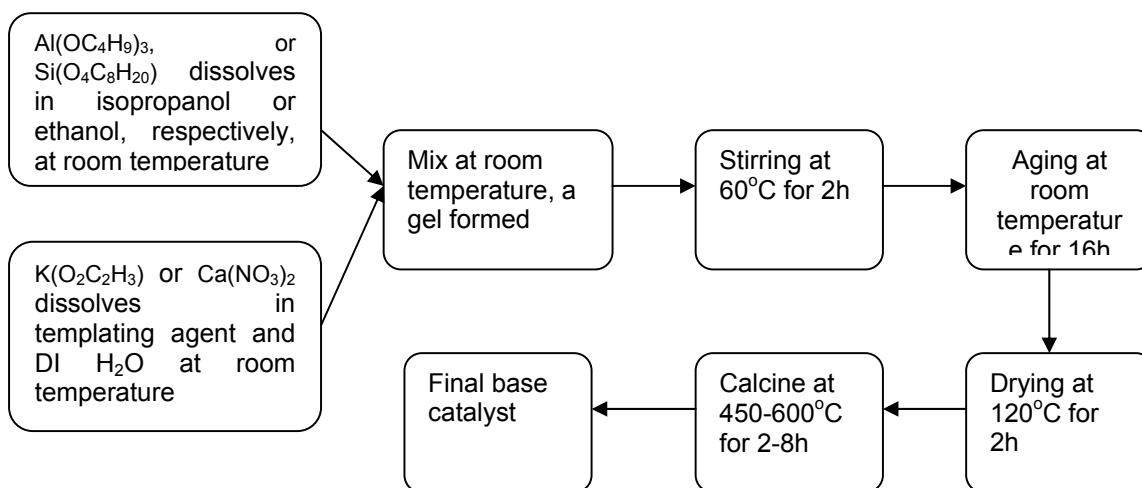 Al(OC₄H₉)₃, or
Si(O₄C₈H₂₀) dissolves
in isopropanol or
ethanol, respectively,
at room temperature
K(O₂C₂H₃) or Ca(NO₃)₂
dissolves in
templating agent and
DI H₂O at room
temperature
Mix at room
temperature, a
gel formed
Stirring at
60°C for 2h
Aging at
room
temperatur
e for 16h
Drying at
120°C for
2h
Calcine at
450-600°C
for 2-8h
Final base
catalyst